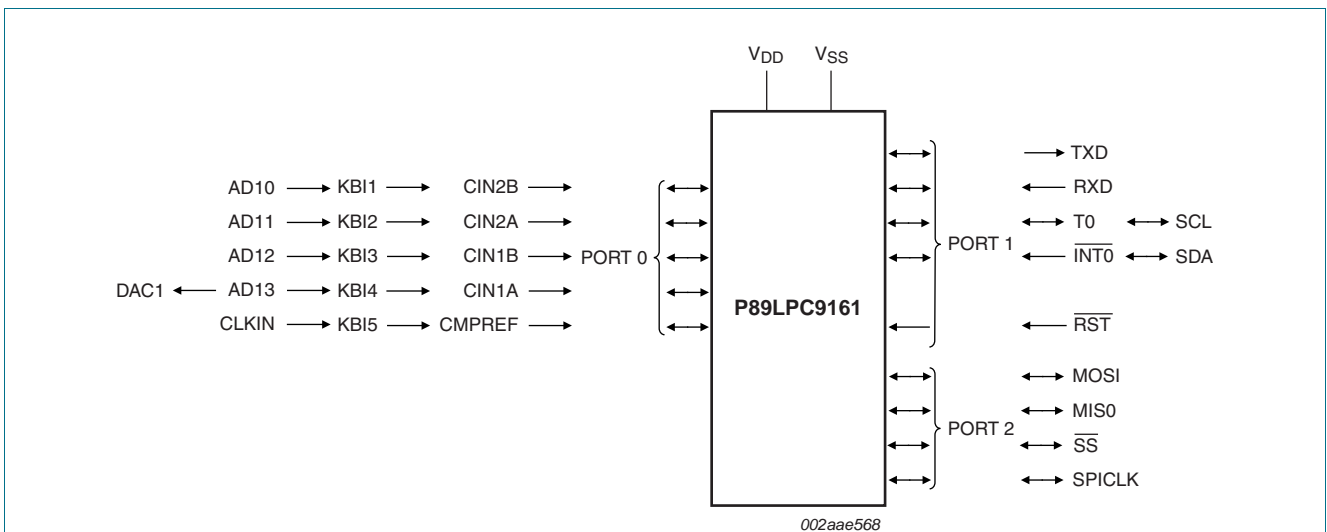 VDD VSS
TXD
AD10 KBI1 CIN2B RXD
AD11 KBI2 CIN2A T0 SCL
AD12 KBI3 CIN1B PORT 0 PORT 1 INT0 SDA
DAC1 AD13 KBI4 CIN1A
P89LPC9161
CLKIN KBI5 CMPREF RST
MOSI
MIS0
PORT 2
SS
SPICLK
002aae568